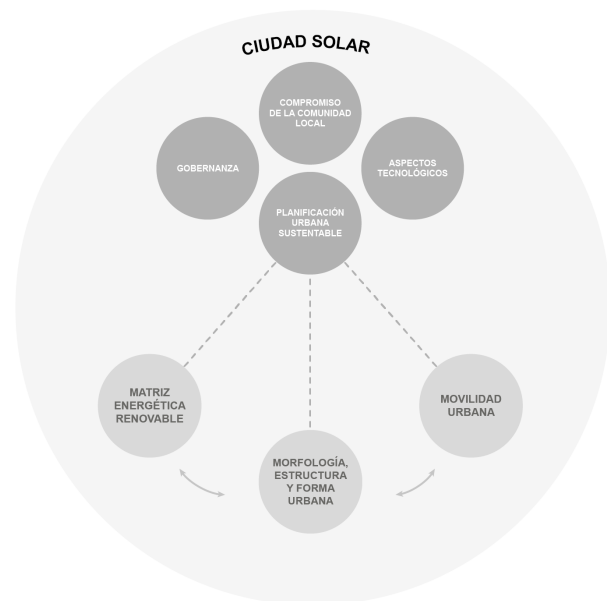 CIUDAD SOLAR
COMPROMISO
DE LA COMUNIDAD
LOCAL
GOBERNANZA
ASPECTOS
TECNOLÓGICOS
PLANIFICACIÓN
URBANA
SUSTENTABLE
MATRIZ
ENERGÉTICA
RENOVABLE
MOVILIDAD
URBANA
MORFOLOGÍA,
ESTRUCTURA
Y FORMA
URBANA